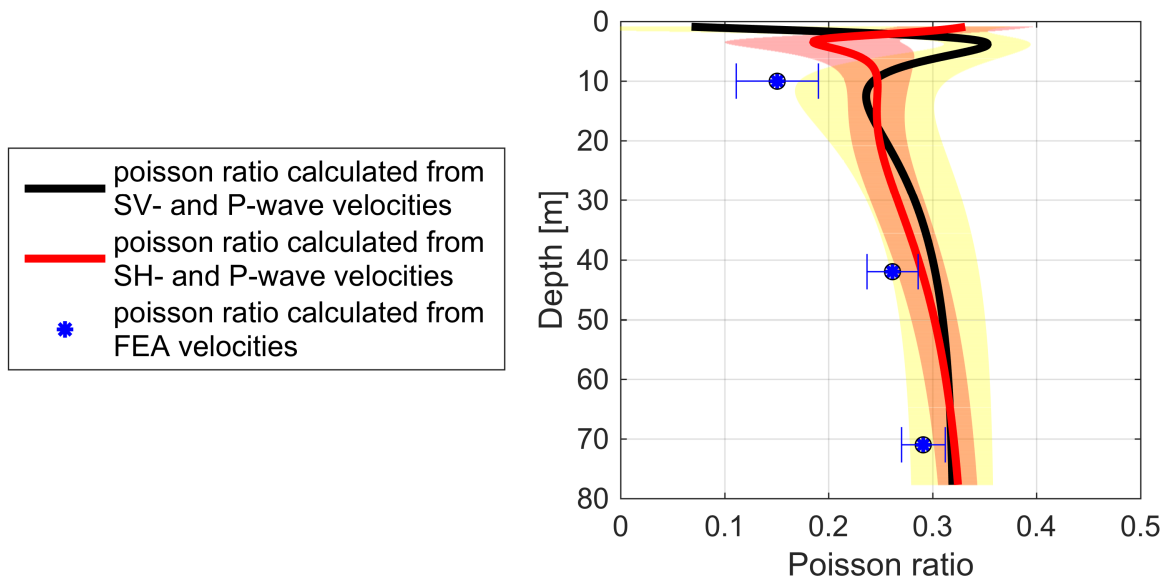 poisson ratio calculated from
SV- and P-wave velocities
poisson ratio calculated from
SH- and P-wave velocities
poisson ratio calculated from
FEA velocities
0
10
20
30
40
50
60
70
80
Depth [m]
0
0.1
0.2
0.3
0.4
0.5
Poisson ratio